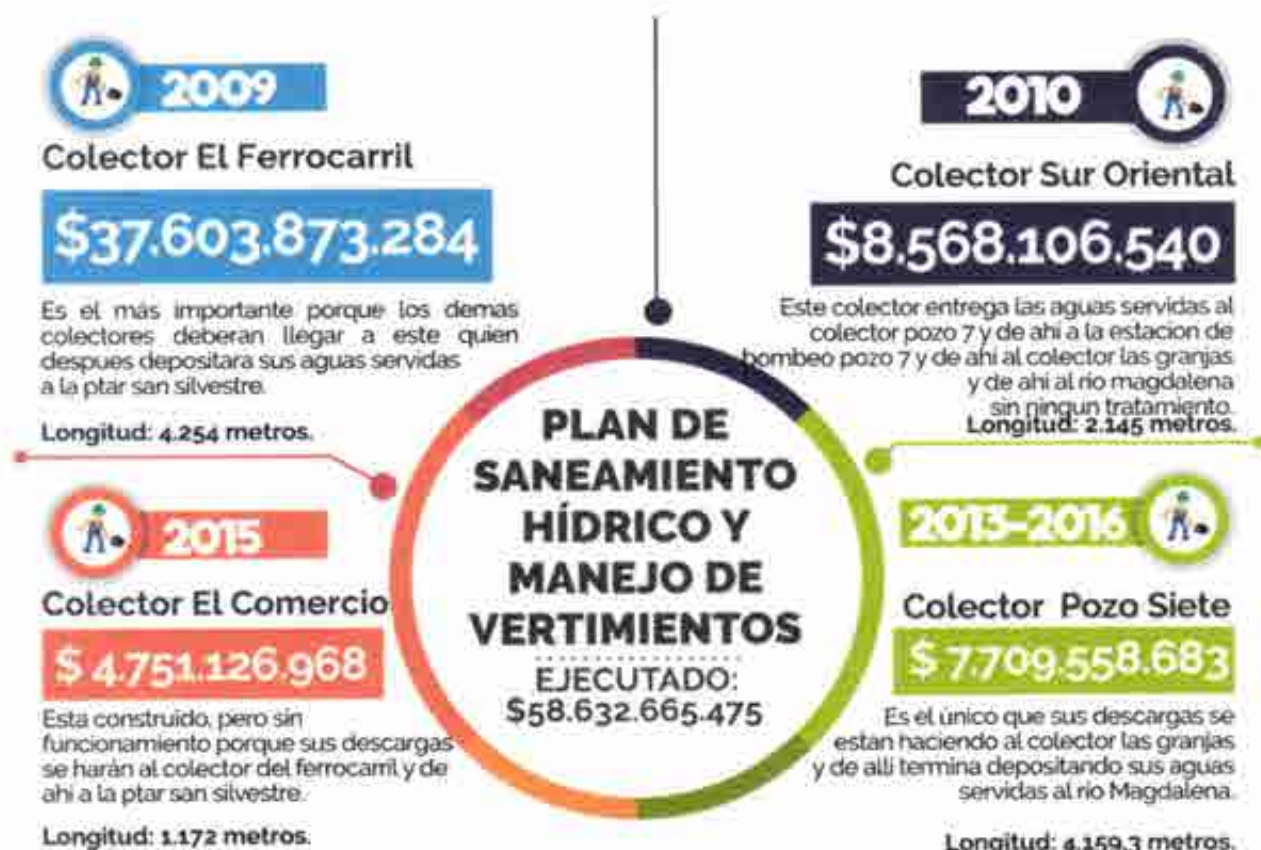 2009
Colector El Ferrocarril
$37.603.873.284
Es el más importante porque los demas
colectores deberan llegar a este quien
despues depositara sus aguas servidas
a la ptar san silvestre.
Longitud: 4.254 metros.
2010
Colector Sur Oriental
$8.568.106.540
Este colector entrega las aguas servidas al
colector pozo 7 y de ahi a la estacion de
bombeo pozo 7 y de ahi al colector las granjas
y de ahi al rio magdalena
sin ningun tratamiento.
Longitud: 2.145 metros.
PLAN DE
SANEAMIENTO
HÍDRICO Y
MANEJO DE
VERTIMIENTOS
EJECUTADO:
$58.632.665.475
2015
Colector El Comercio
$ 4.751.126.968
Esta construido, pero sin
funcionamiento porque sus descargas
se harán al colector del ferrocarril y de
ahi a la ptar san silvestre.
Longitud: 1.172 metros.
2013-2016
Colector Pozo Siete
$ 7.709.558.683
Es el único que sus descargas se
estan haciendo al colector las granjas
y de alli termina depositando sus aguas
servidas al rio Magdalena.
Longitud: 4.159,3 metros.